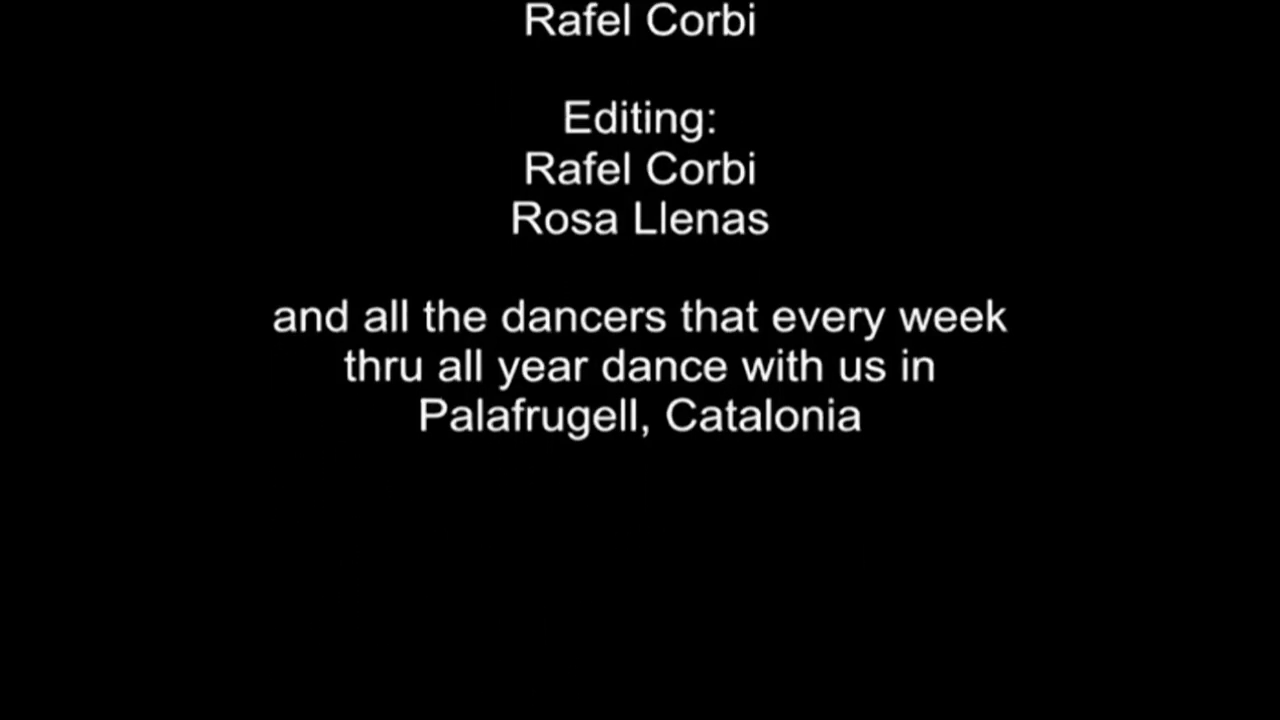 Rafel Corbi
Editing:
Rafel Corbi
Rosa Llenas
and all the dancers that every week
thru all year dance with us in
Palafrugell, Catalonia